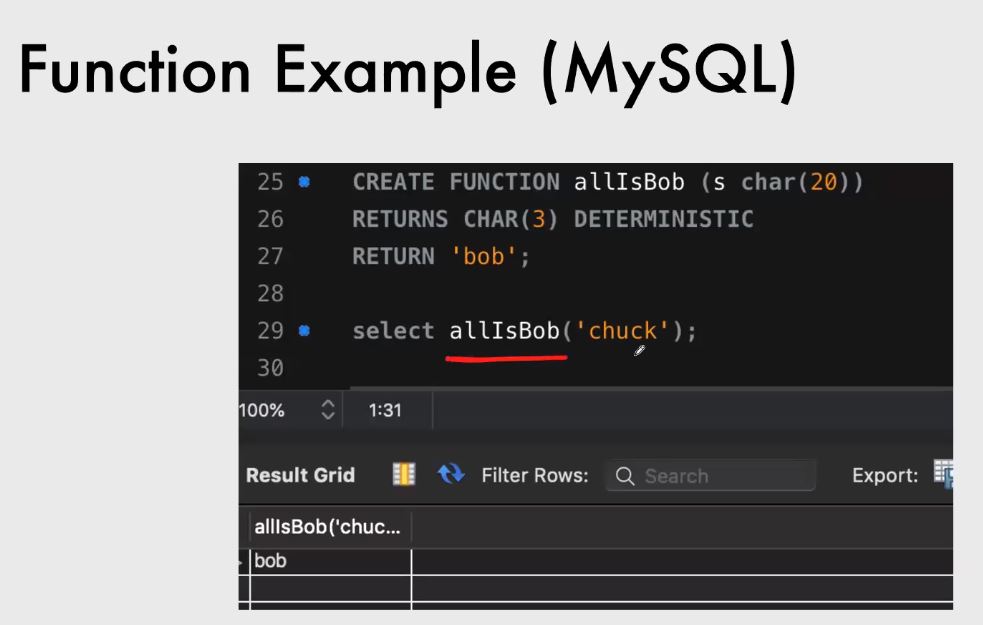 Function Example (MySQL)
25 CREATE FUNCTION allIsBob (s char(20))
26 RETURNS CHAR(3) DETERMINISTIC
27 RETURN 'bob';
28
29 select allIsBob('chuck');
30
100% 1:31
Result Grid Filter Rows: Search Export:
allIsBob('chuc...
bob